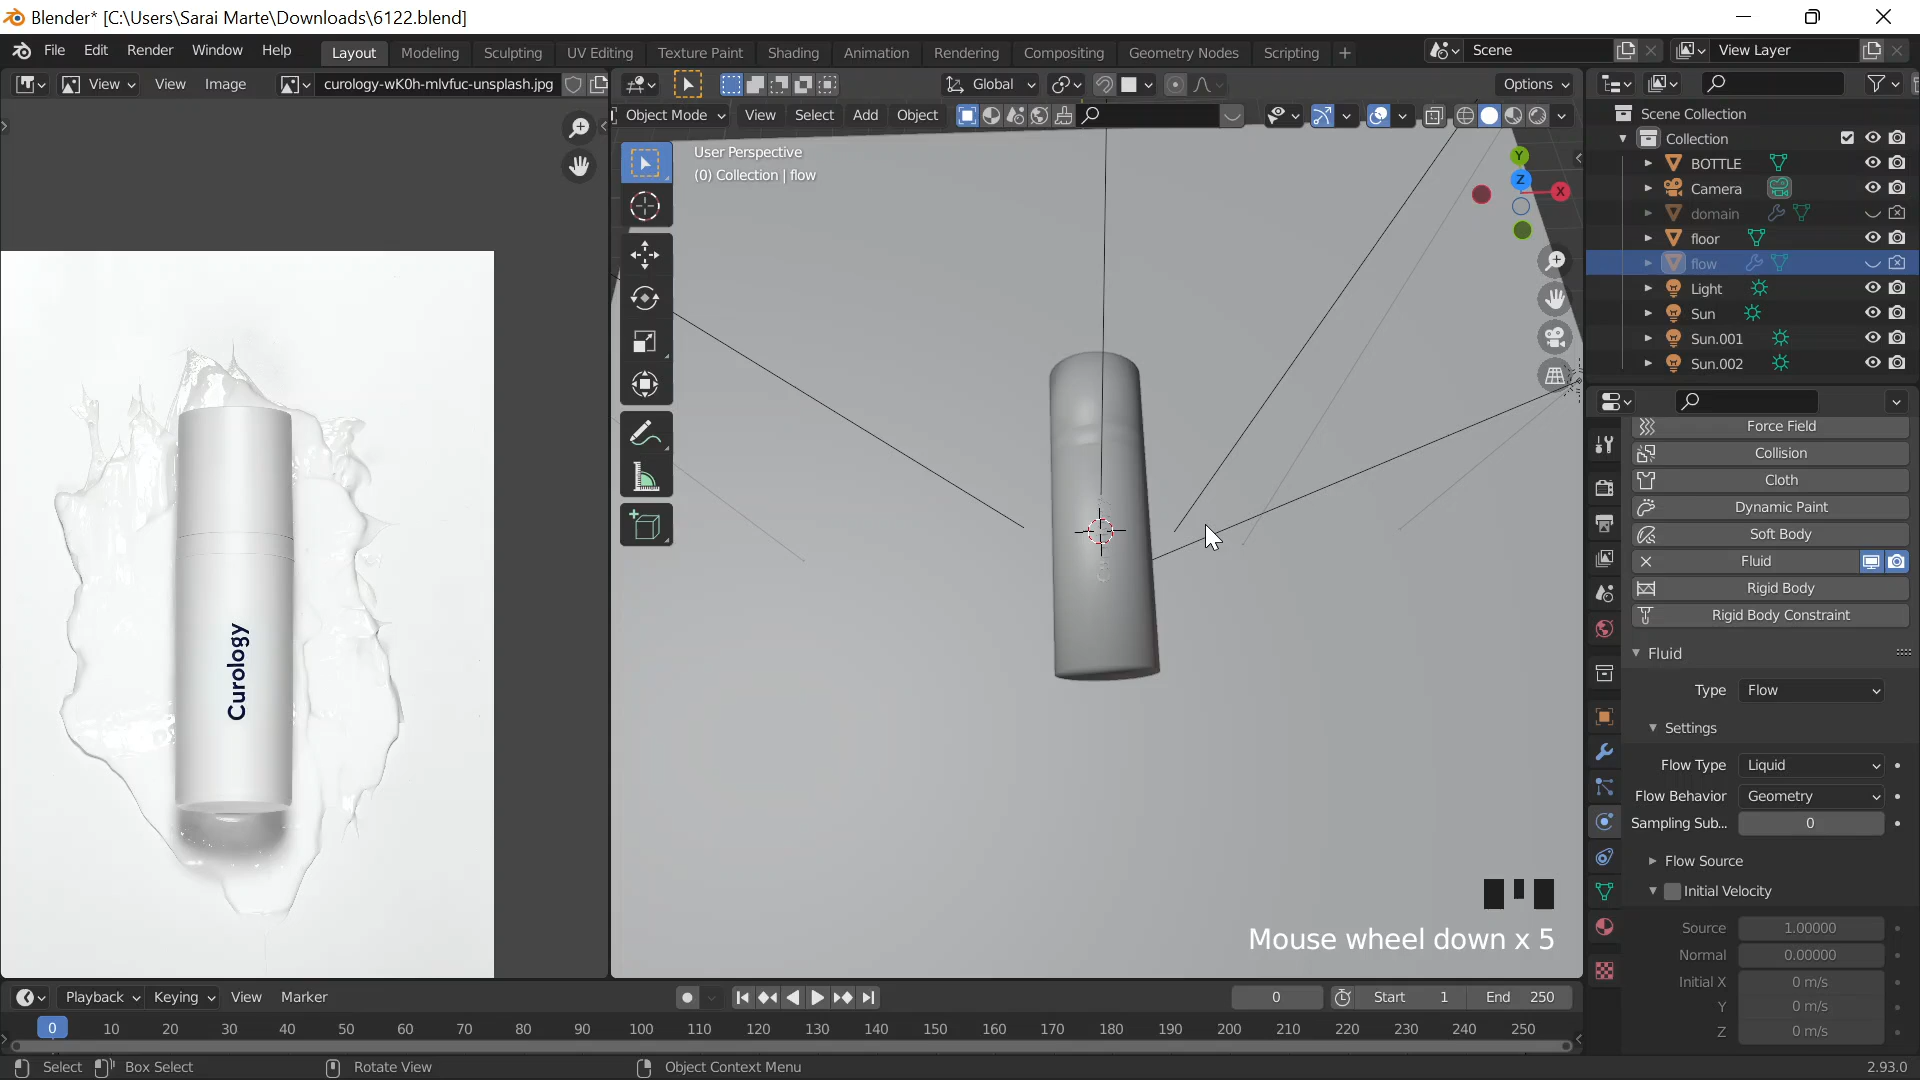 Blender* [C:\Users\Sarai Marte\Downloads\6122.blend]
File Edit Render Window Help Layout Modeling Sculpting UV Editing Texture Paint Shading Animation Rendering Compositing Geometry Nodes Scripting + Scene View Layer
View View Image curology-wK0h-mlvfuc-unsplash.jpg Global Options
Object Mode View Select Add Object
User Perspective
(0) Collection | flow
Y
Z
X
Curology
Mouse wheel down x 5
Scene Collection
Collection
BOTTLE
Camera
domain
floor
flow
Light
Sun
Sun.001
Sun.002
Force Field
Collision
Cloth
Dynamic Paint
Soft Body
Fluid
Rigid Body
Rigid Body Constraint
Fluid
Type Flow
Settings
Flow Type Liquid
Flow Behavior Geometry
Sampling Sub... 0
Flow Source
Initial Velocity
Source 1.00000
Normal 0.00000
Initial X 0 m/s
Y 0 m/s
Z 0 m/s
Playback Keying View Marker 0 Start 1 End 250
0 10 20 30 40 50 60 70 80 90 100 110 120 130 140 150 160 170 180 190 200 210 220 230 240 250
Select Box Select Rotate View Object Context Menu 2.93.0